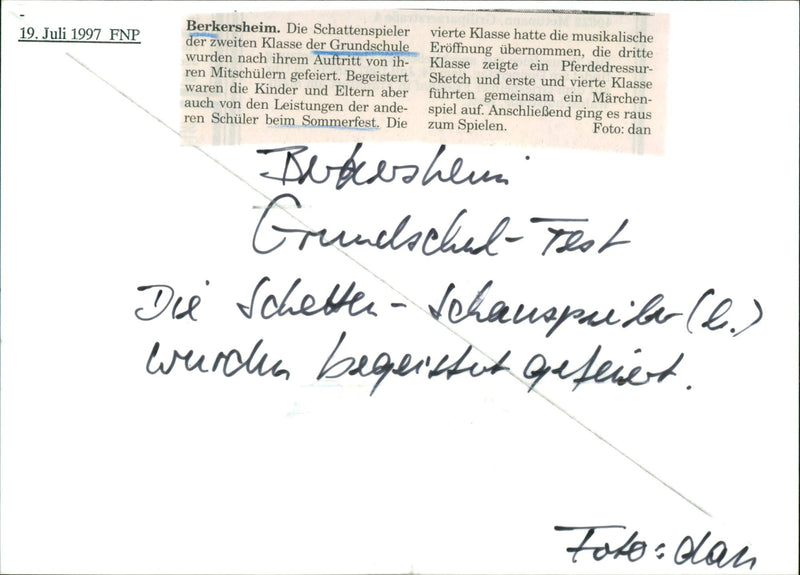 19. Juli 1997 FNP
Berkersheim. Die Schattenspieler
der zweiten Klasse der Grundschule
wurden nach ihrem Auftritt von ih-
ren Mitschülern gefeiert. Begeistert
waren die Kinder und Eltern aber
auch von den Leistungen der ande-
ren Schüler beim Sommerfest. Die
vierte Klasse hatte die musikalische
Eröffnung übernommen, die dritte
Klasse zeigte ein Pferdedressur-
Sketch und erste und vierte Klasse
führten gemeinsam ein Märchen-
spiel auf. Anschließend ging es raus
zum Spielen. Foto: dan
Berkersheim
Grundschul-Fest
Die Schatten-Schauspieler (li.)
wurden begeistert gefeiert.
Foto: dan